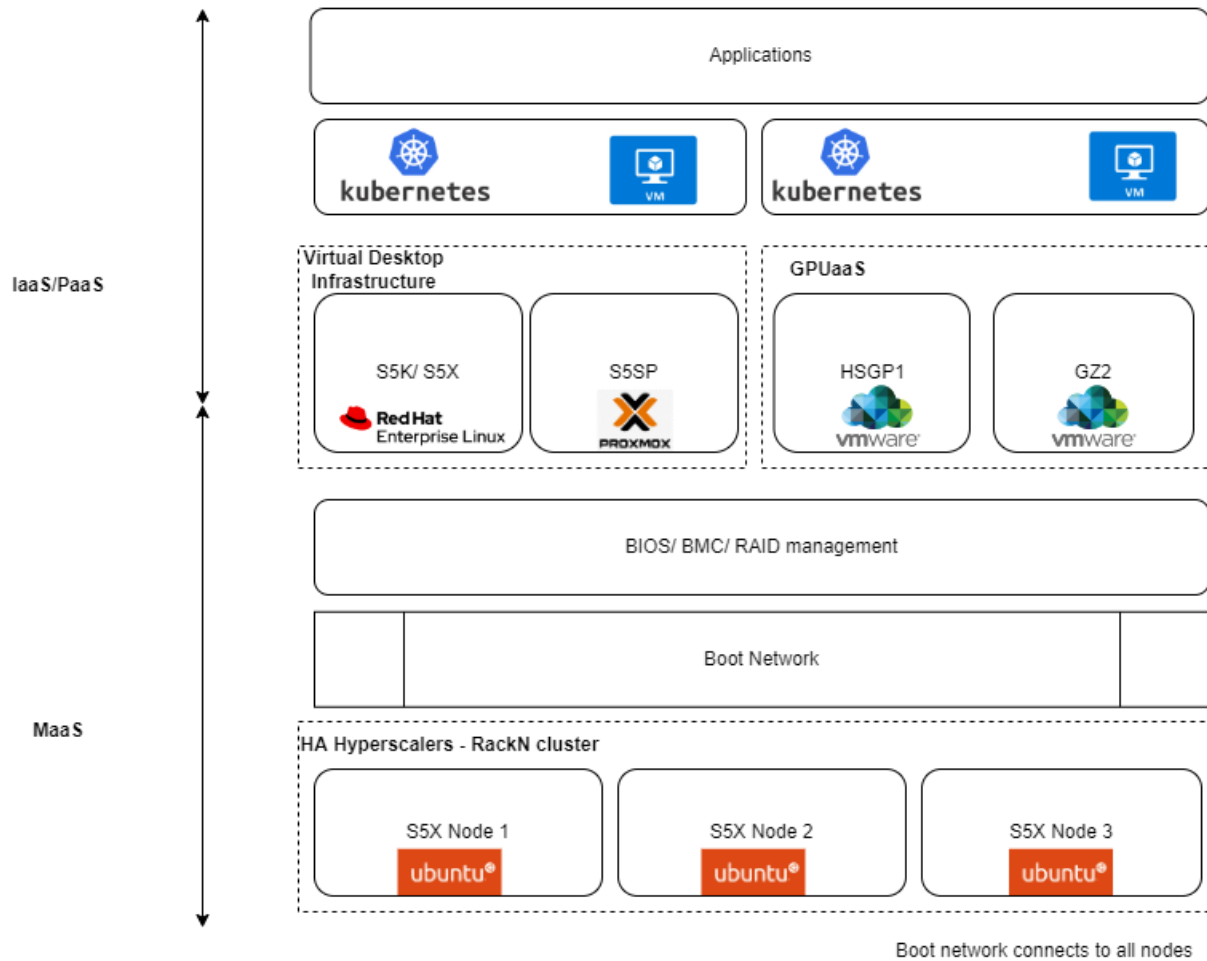 Applications
kubernetes
VM
kubernetes
VM
IaaS/PaaS
Virtual Desktop
Infrastructure
GPUaaS
S5K/ S5X
S5SP
HSGP1
GZ2
RedHat
Enterprise Linux
PROXMOX
vmware
vmware
BIOS/ BMC/ RAID management
Boot Network
MaaS
HA Hyperscalers - RackN cluster
S5X Node 1
S5X Node 2
S5X Node 3
ubuntu
ubuntu
ubuntu
Boot network connects to all nodes